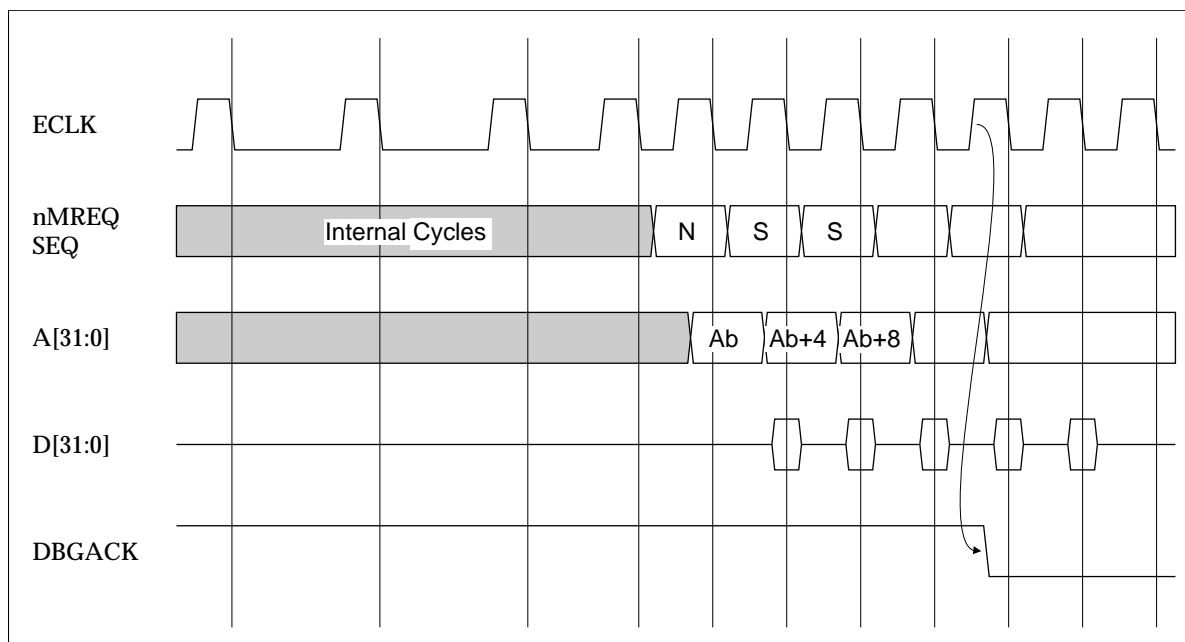 ECLK
nMREQ
SEQ
Internal Cycles
N
S
S
A[31:0]
Ab
Ab+4
Ab+8
D[31:0]
DBGACK